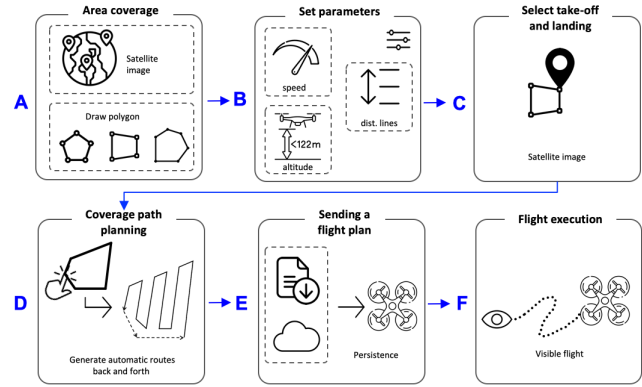 Area coverage
A
Satellite
image
Draw polygon
Set parameters
B
speed
dist. lines
<122m
altitude
Select take-off
and landing
C
Satellite image
Coverage path
planning
D
Generate automatic routes
back and forth
Sending a
flight plan
E
Persistence
Flight execution
F
Visible flight